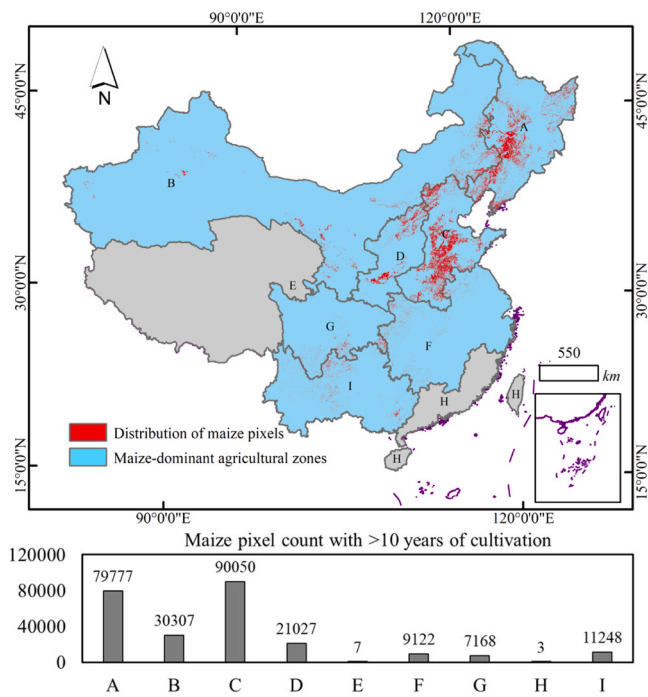 90°0'0"E 120°0'0"E
45°0'0"N 45°0'0"N
N
A
B
C
D
E
30°0'0"N 30°0'0"N
G
F
550
km
I
H
H
H
Distribution of maize pixels
Maize-dominant agricultural zones
15°0'0"N 15°0'0"N
90°0'0"E 120°0'0"E
Maize pixel count with >10 years of cultivation
120000
80000
40000
0
79777 30307 90050 21027 7 9122 7168 3 11248
A B C D E F G H I